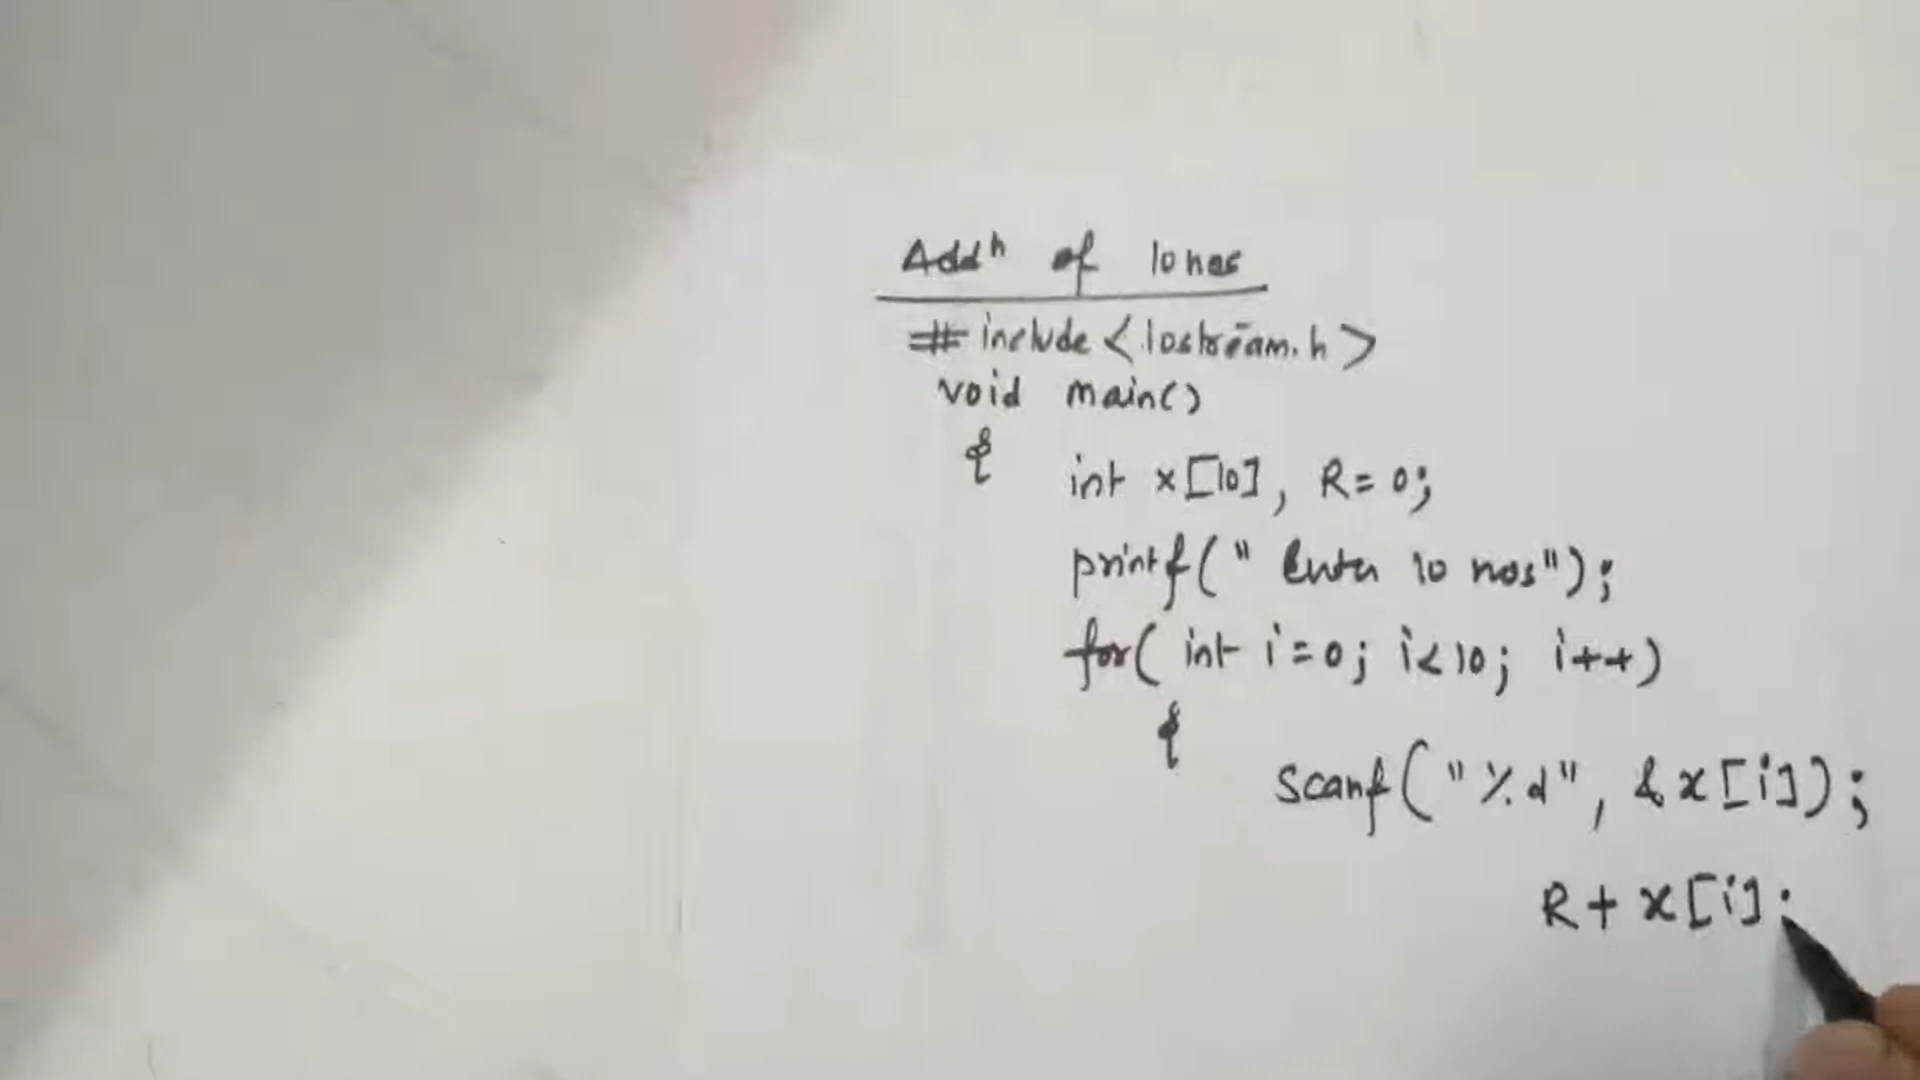 Addn of 10 nos
# include <iostream.h>
void main()
{
int x[10], R=0;
printf(" Enter 10 nos");
for( int i=0; i<10; i++)
{
scanf("%d", &x[i]);
R + x[i];